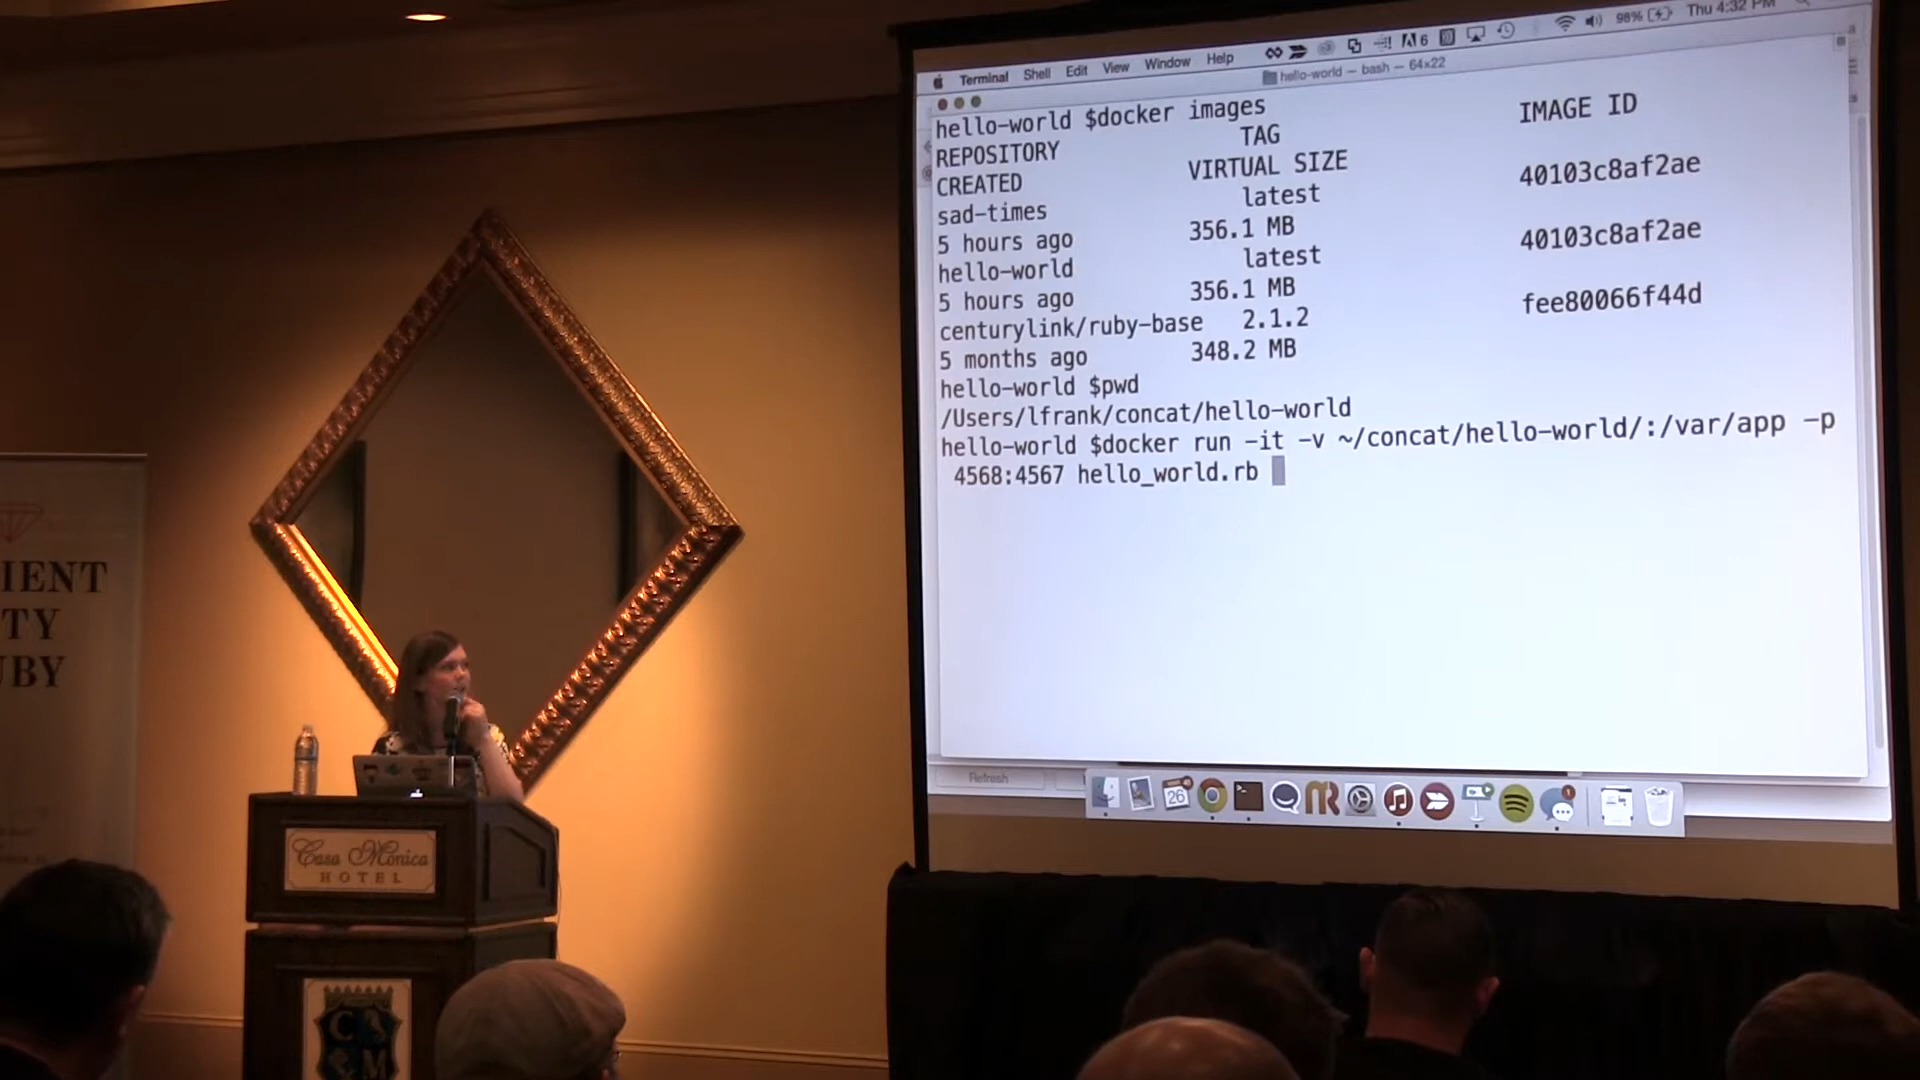 Terminal Shell Edit View Window Help
98%
Thu 4:32 PM
hello-world — bash — 64x22
hello-world $docker images
REPOSITORY TAG IMAGE ID
CREATED VIRTUAL SIZE
sad-times latest 40103c8af2ae
5 hours ago 356.1 MB
hello-world latest 40103c8af2ae
5 hours ago 356.1 MB
centurylink/ruby-base 2.1.2 fee80066f44d
5 months ago 348.2 MB
hello-world $pwd
/Users/lfrank/concat/hello-world
hello-world $docker run -it -v ~/concat/hello-world/:/var/app -p
4568:4567 hello_world.rb
Refresh
26
IENT
TY
UBY
Casa Monica
HOTEL
C
M